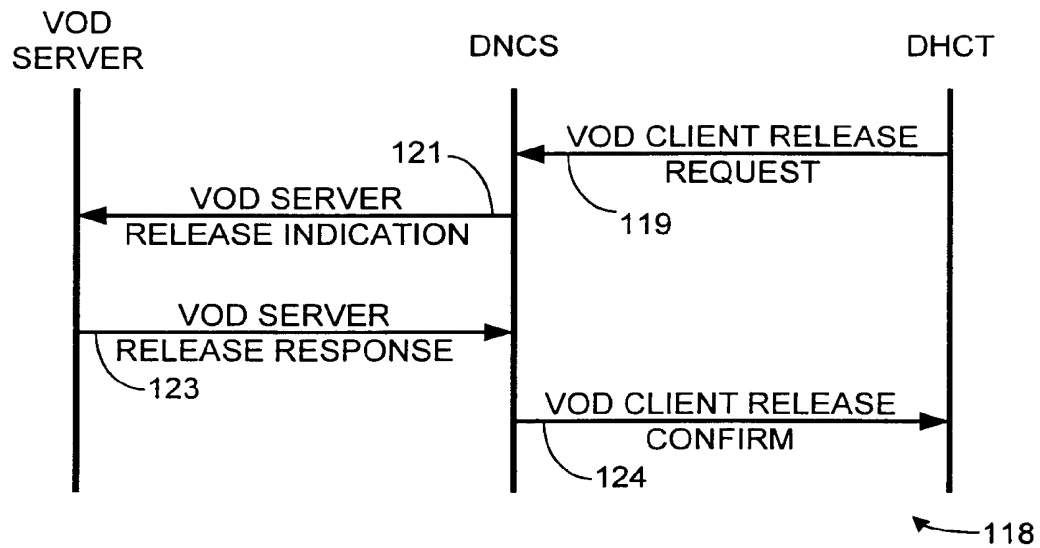 VOD
SERVER
DNCS
DHCT
VOD CLIENT RELEASE
REQUEST
119
121
VOD SERVER
RELEASE INDICATION
VOD SERVER
RELEASE RESPONSE
123
VOD CLIENT RELEASE
CONFIRM
124
118